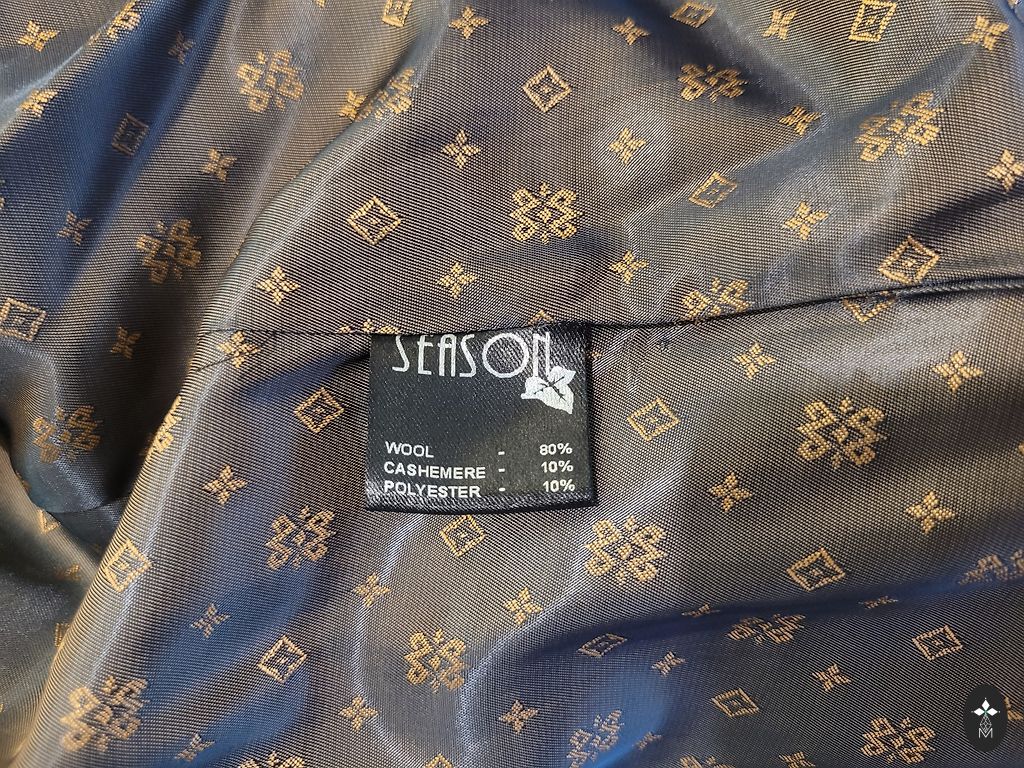 SEASON
WOOL - 80%
CASHEMERE - 10%
POLYESTER - 10%
M